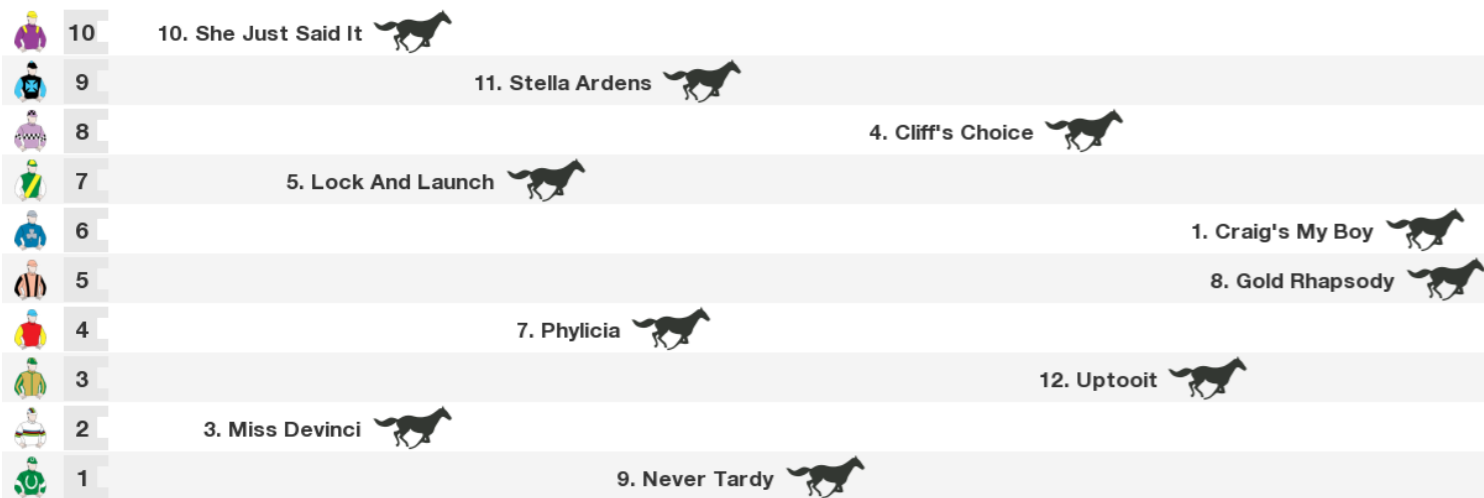 10 10. She Just Said It
9 11. Stella Ardens
8 4. Cliff's Choice
7 5. Lock And Launch
6 1. Craig's My Boy
5 8. Gold Rhapsody
4 7. Phylicia
3 12. Uptooit
2 3. Miss Devinci
1 9. Never Tardy